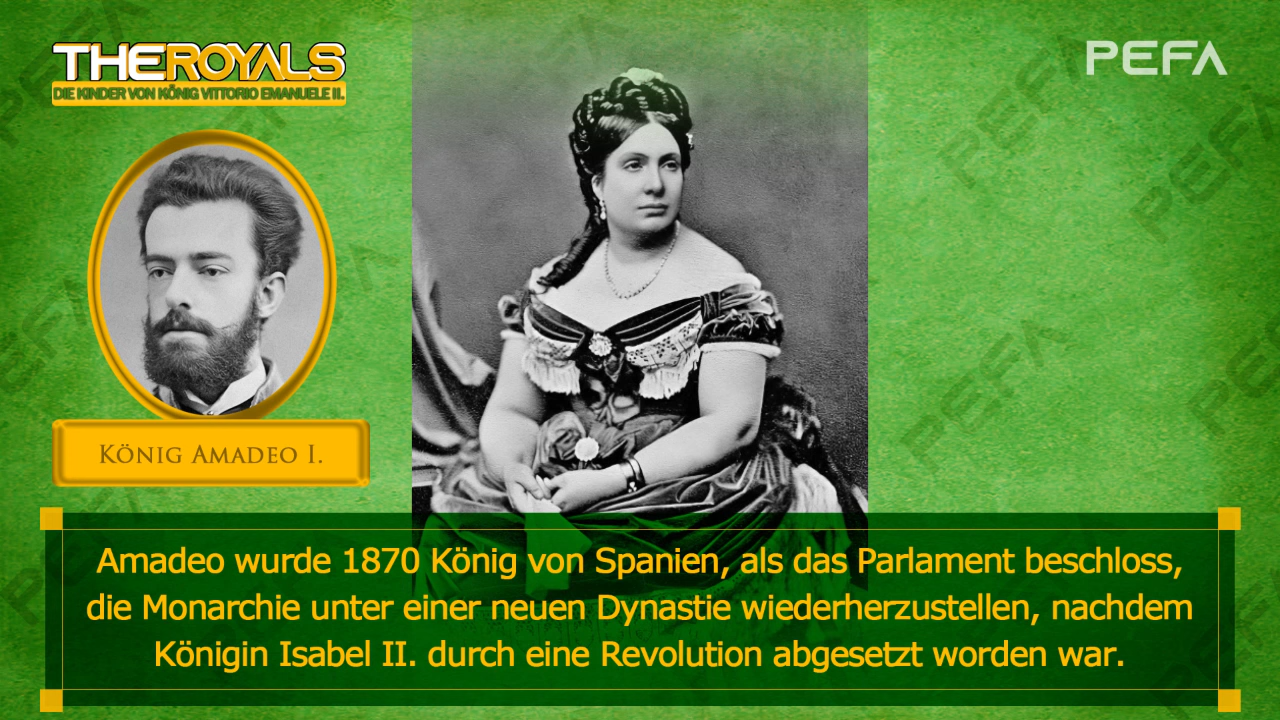 THEROYALS
DIE KINDER VON KÖNIG VITTORIO EMANUELE II.
PEFA
KÖNIG AMADEO I.
Amadeo wurde 1870 König von Spanien, als das Parlament beschloss,
die Monarchie unter einer neuen Dynastie wiederherzustellen, nachdem
Königin Isabel II. durch eine Revolution abgesetzt worden war.